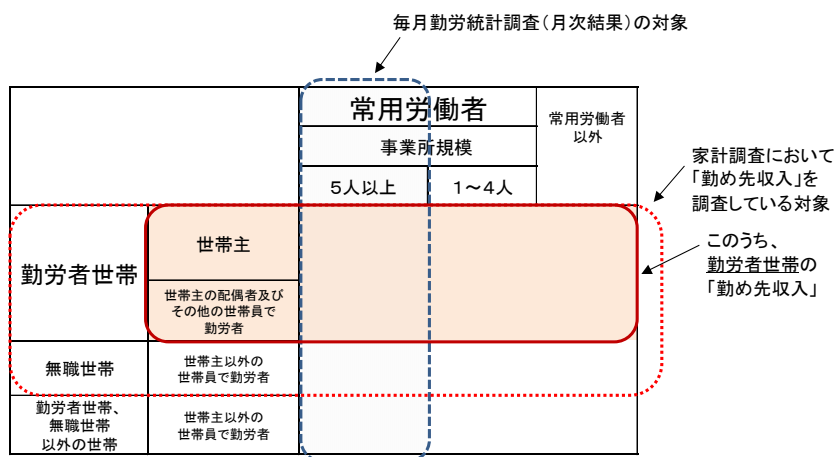 毎月勤労統計調査(月次結果)の対象
常用労働者
常用労働者
以外
事業所規模
5人以上
1~4人
家計調査において
「勤め先収入」を
調査している対象
このうち、
勤労者世帯の
「勤め先収入」
勤労者世帯
世帯主
世帯主の配偶者及び
その他の世帯員で
勤労者
無職世帯
世帯主以外の
世帯員で勤労者
勤労者世帯、
無職世帯
以外の世帯
世帯主以外の
世帯員で勤労者